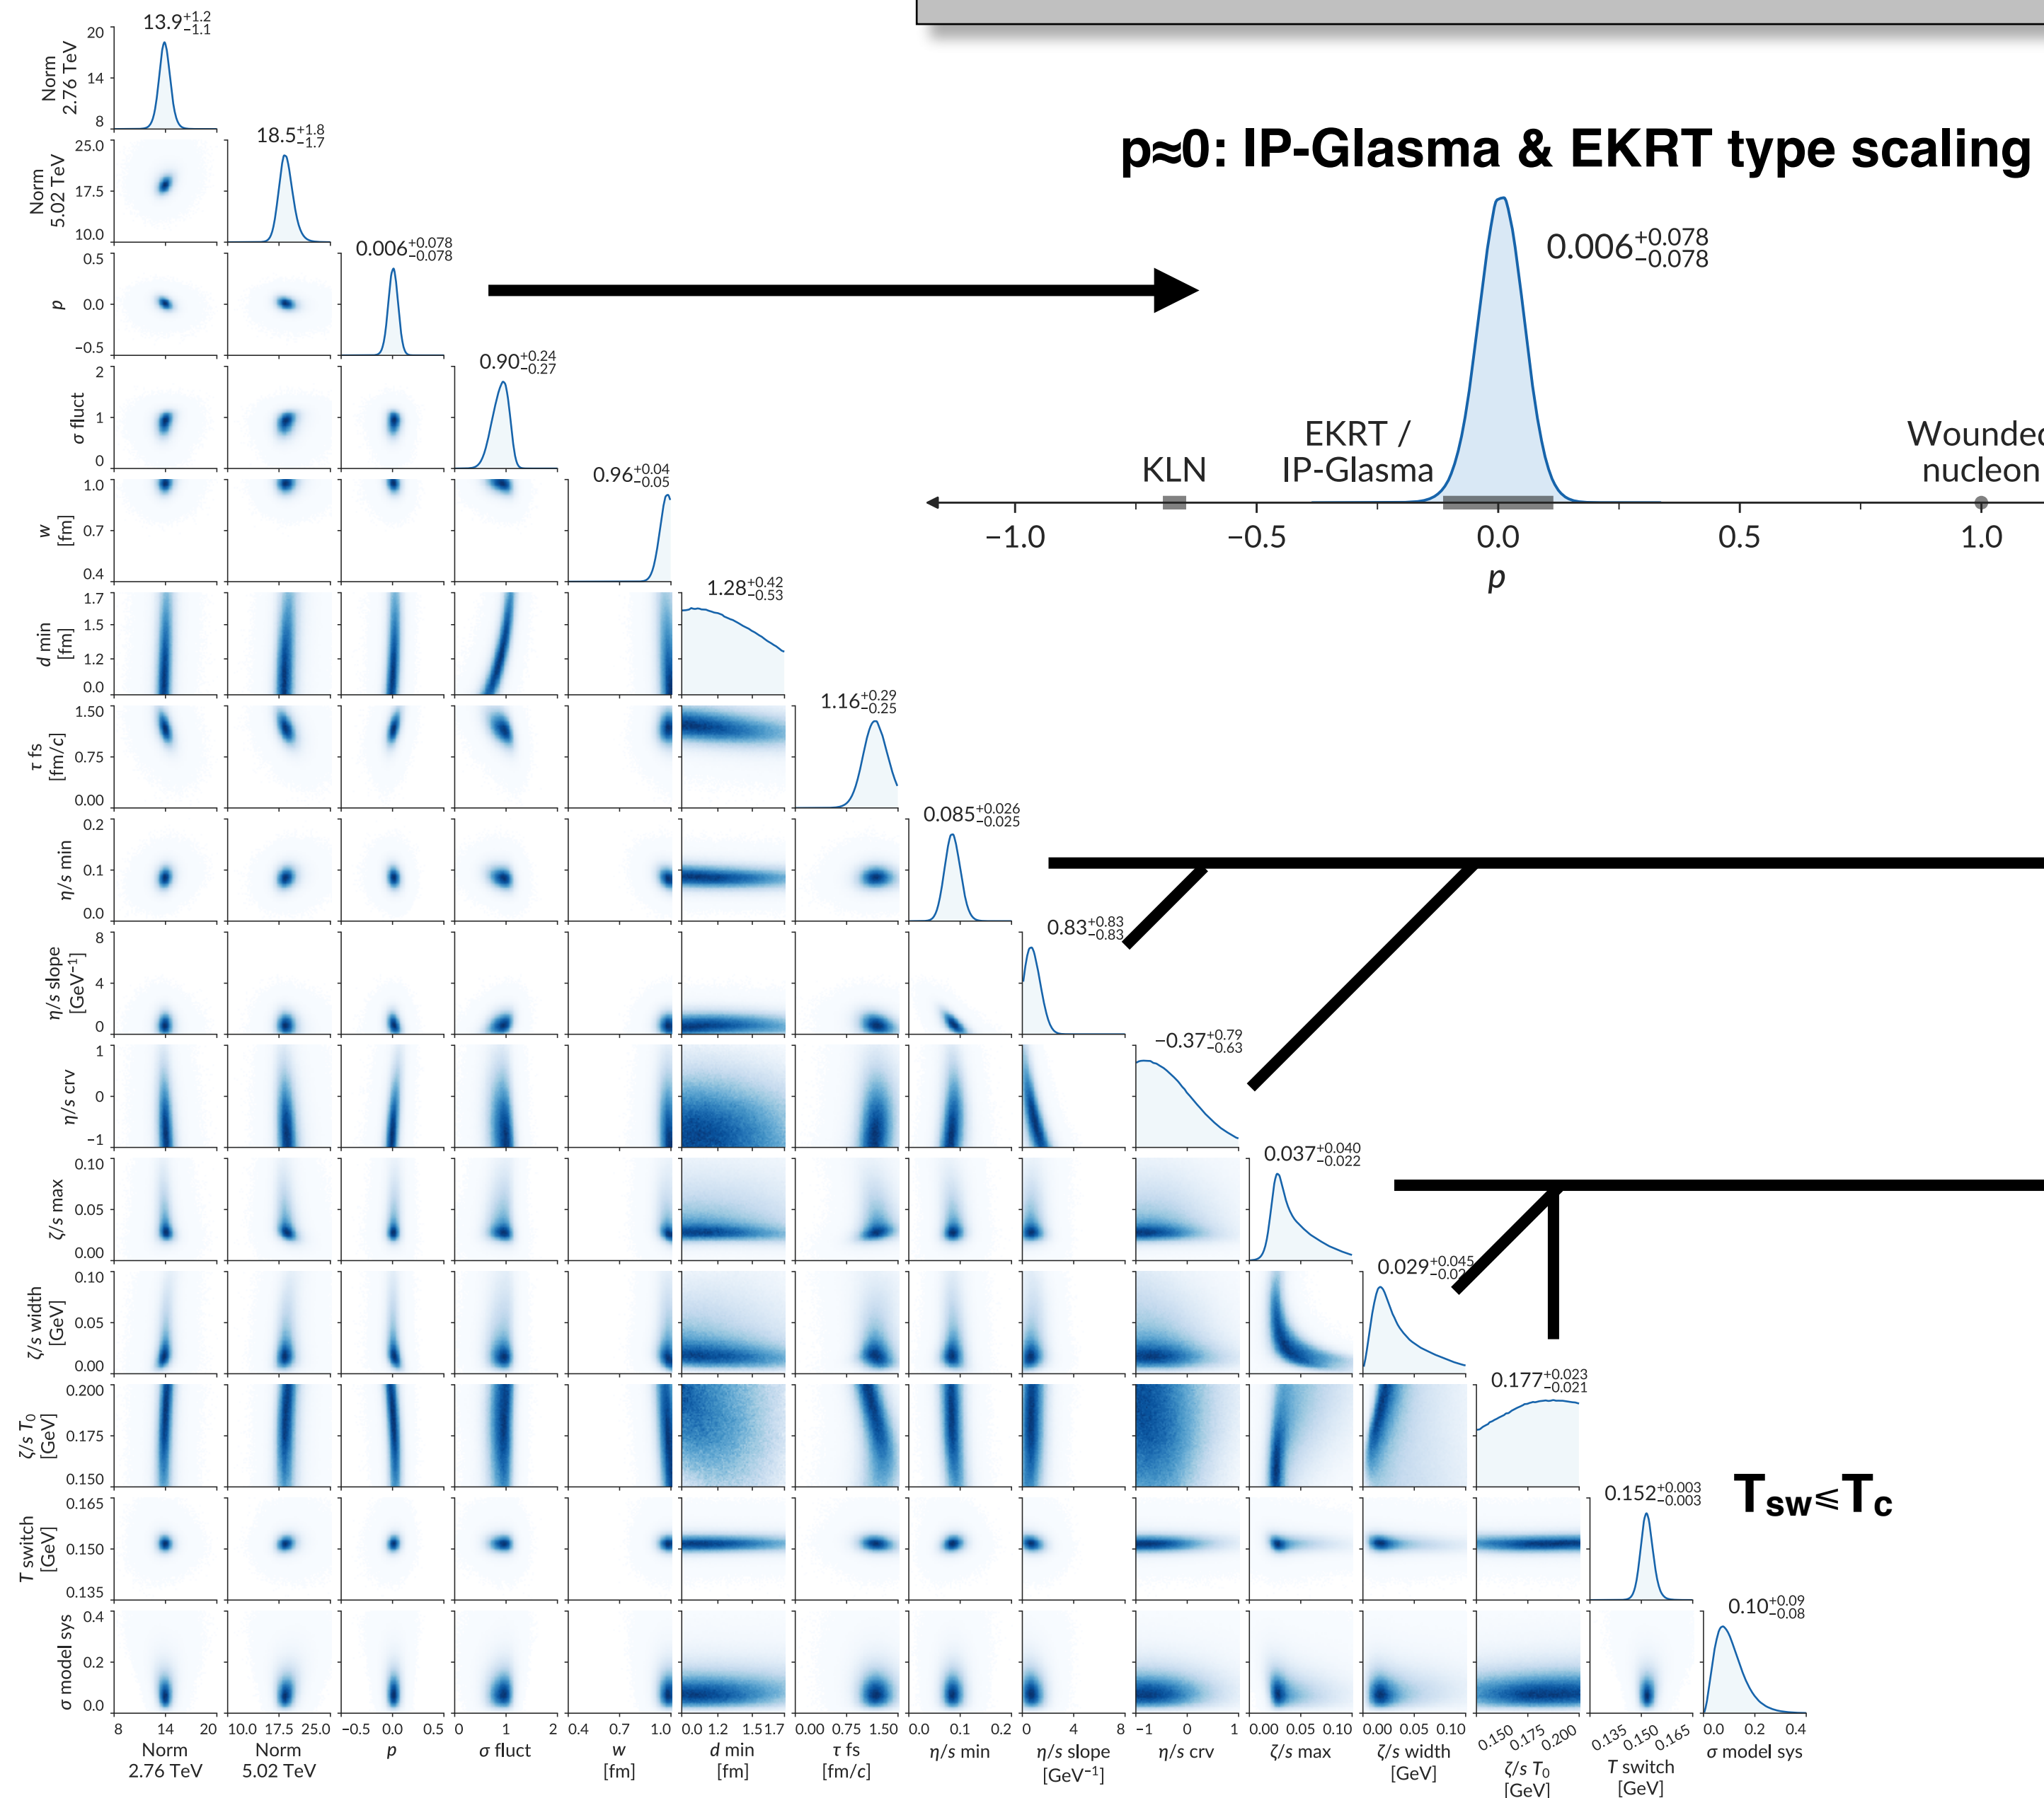 13.9+1.2−1.1
20
14
8
Norm
2.76 TeV
18.5+1.8−1.7
25.0
17.5
10.0
Norm
5.02 TeV
p≈0: IP-Glasma & EKRT type scaling
0.006+0.078−0.078
0.5
0.0
−0.5
p
0.006+0.078−0.078
0.90+0.24−0.27
2
1
0
σ fluct
KLN
EKRT /
IP-Glasma
Wounded
nucleon
−1.0 −0.5 0.0 0.5 1.0
p
0.96+0.04−0.05
1.0
0.7
0.4
w
[fm]
1.28+0.42−0.53
1.7
1.5
1.2
0.0
d min
[fm]
1.16+0.29−0.25
1.50
0.75
0.00
τ fs
[fm/c]
0.085+0.026−0.025
0.2
0.1
0.0
η/s min
0.83+0.83−0.83
8
4
0
η/s slope
[GeV−1]
−0.37+0.79−0.63
1
0
−1
η/s crv
0.037+0.040−0.022
0.10
0.05
0.00
ζ/s max
0.029+0.045
0.10
0.05
0.00
ζ/s width
[GeV]
0.177+0.023−0.021
0.200
0.175
0.150
ζ/s T0
[GeV]
0.152+0.003−0.003
Tsw⩽Tc
0.165
0.150
0.135
T switch
[GeV]
0.10+0.09−0.08
0.4
0.2
0.0
σ model sys
8 14 20 10.0 17.5 25.0 −0.5 0.0 0.5 0 1 2 0.4 0.7 1.0 0.0 1.2 1.5 1.7 0.00 0.75 1.50 0.0 0.1 0.2 0 4 8 −1 0 1 0.00 0.05 0.10 0.00 0.05 0.10 0.150 0.175 0.200 0.135 0.150 0.165 0.0 0.2 0.4
Norm
2.76 TeV
Norm
5.02 TeV
p
σ fluct
w
[fm]
d min
[fm]
τ fs
[fm/c]
η/s min
η/s slope
[GeV−1]
η/s crv
ζ/s max
ζ/s width
[GeV]
ζ/s T0
[GeV]
T switch
[GeV]
σ model sys